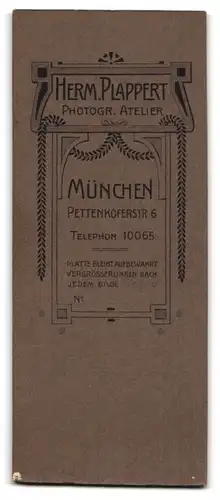 HERM. PLAPPERT
PHOTOGR. ATELIER
MÜNCHEN
PETTENKOFERSTR 6
TELEPHON 10065
PLATTE BLEIBT AUFBEWAHRT
VERGRÖSSERUNGEN NACH
JEDEM BILDE
Nº